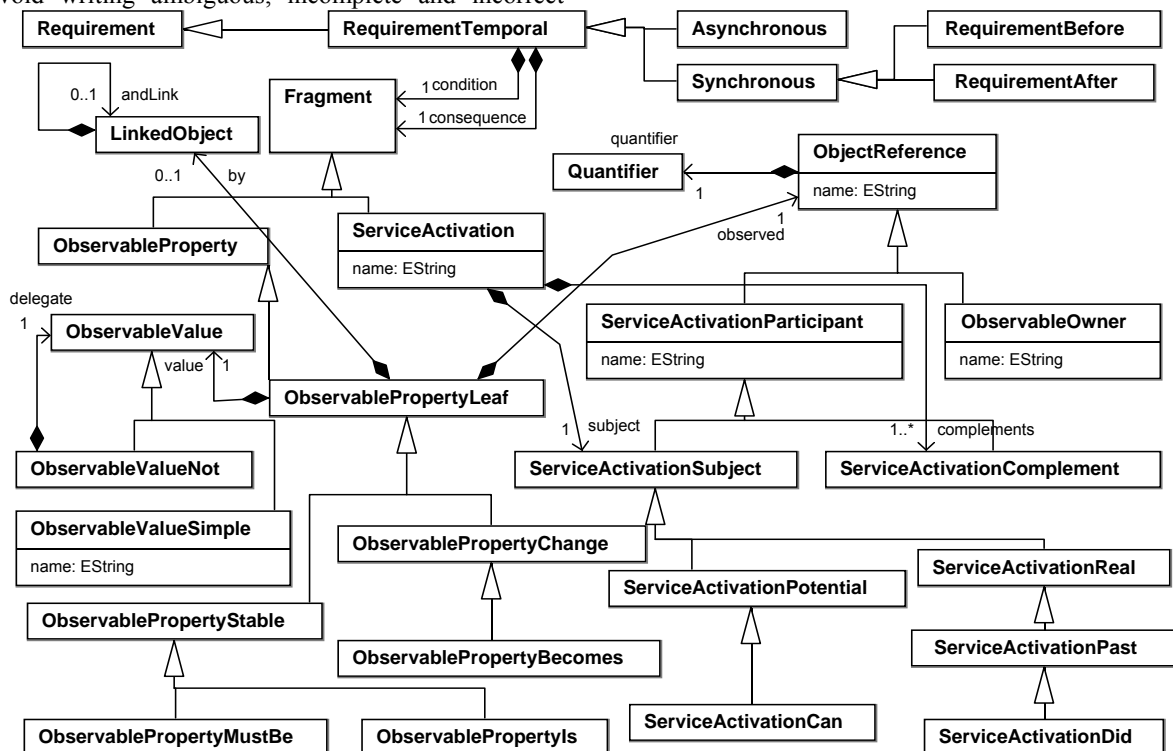 void writing ambiguous, incomplete and incorrect
Requirement
RequirementTemporal
Asynchronous
RequirementBefore
Synchronous
RequirementAfter
0..1 andLink
LinkedObject
Fragment
1 condition
1 consequence
quantifier
Quantifier
1
ObjectReference
name: EString
0..1 by
1
observed
ObservableProperty
ServiceActivation
name: EString
delegate
1
ObservableValue
value 1
ServiceActivationParticipant
name: EString
ObservableOwner
name: EString
ObservablePropertyLeaf
1 subject
1..* complements
ObservableValueNot
ServiceActivationSubject
ServiceActivationComplement
ObservableValueSimple
name: EString
ObservablePropertyChange
ServiceActivationPotential
ServiceActivationReal
ObservablePropertyStable
ObservablePropertyBecomes
ServiceActivationPast
ObservablePropertyMustBe
ObservablePropertyIs
ServiceActivationCan
ServiceActivationDid